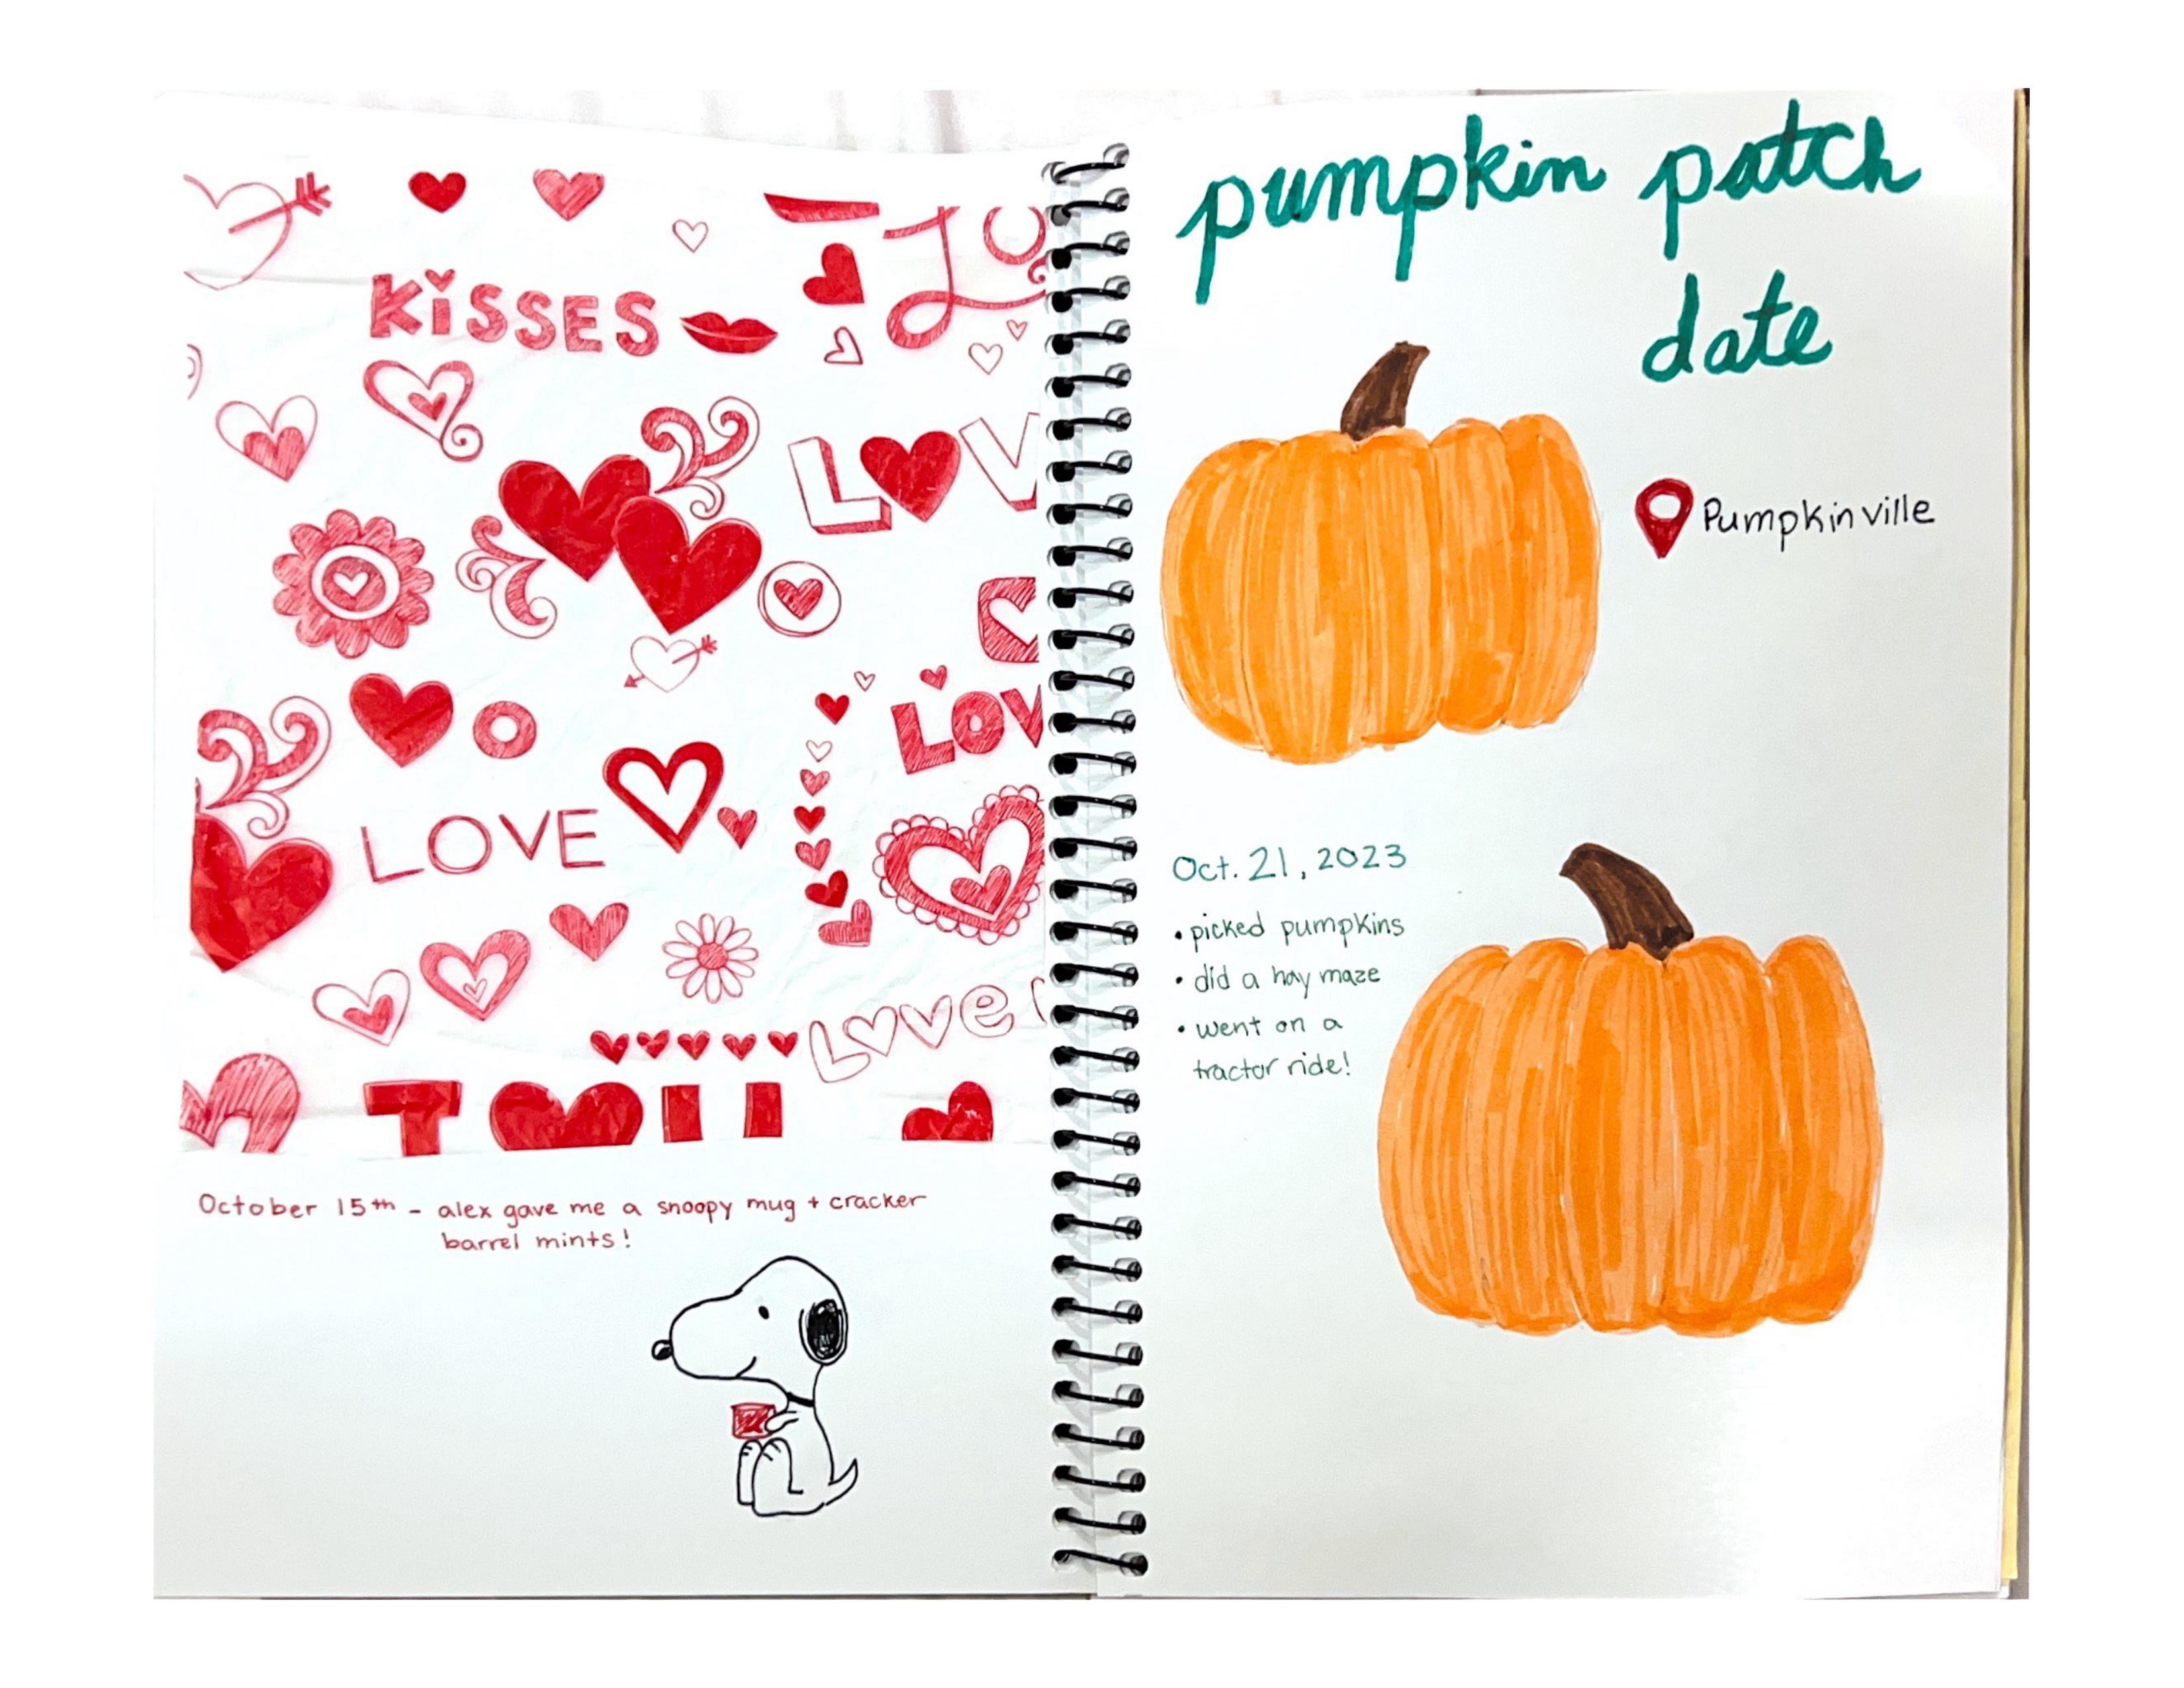 KISSES
LOV
LOV
LOVE
LOVE
October 15th - alex gave me a snoopy mug + cracker
barrel mints!
pumpkin patch
date
Pumpkinville
Oct. 21, 2023
• picked pumpkins
• did a hay maze
• went on a
tractor ride!